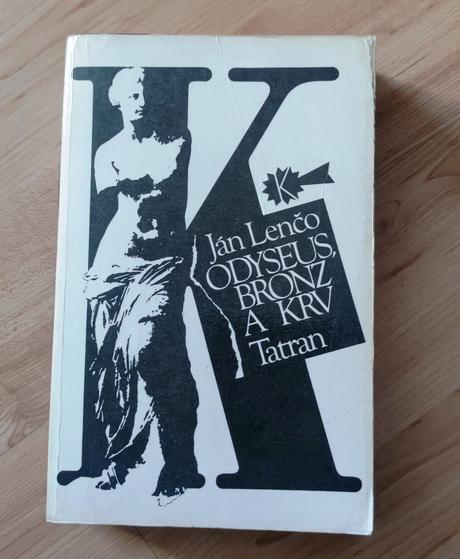 K
K
Ján Lenčo
ODYSEUS,
BRONZ
A KRV
Tatran